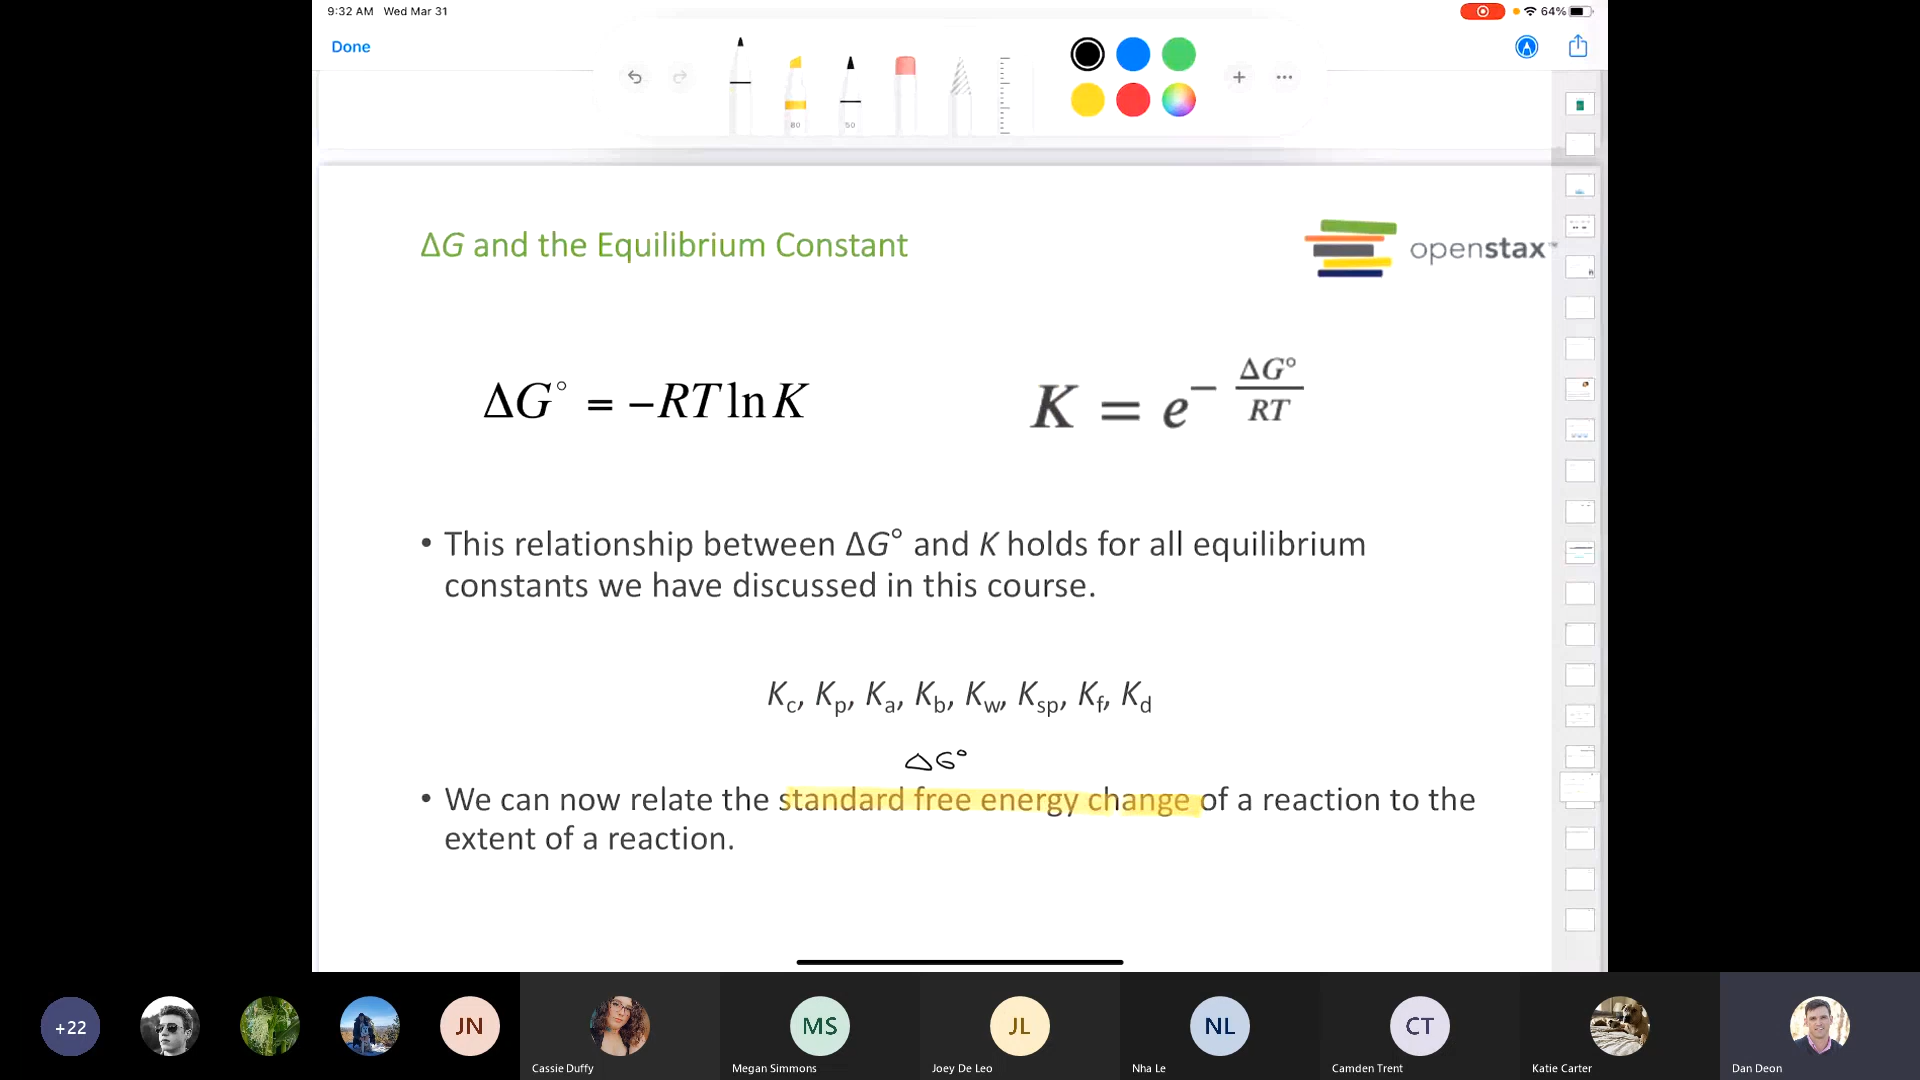 9:32 AM Wed Mar 31
64%
Done
80
50
ΔG and the Equilibrium Constant
openstax™
ΔG° = −RT ln K
K = e^− ΔG°/RT
• This relationship between ΔG° and K holds for all equilibrium
constants we have discussed in this course.
Kc, Kp, Ka, Kb, Kw, Ksp, Kf, Kd
ΔG°
• We can now relate the standard free energy change of a reaction to the
extent of a reaction.
+22
JN
MS
JL
NL
CT
Cassie Duffy
Megan Simmons
Joey De Leo
Nha Le
Camden Trent
Katie Carter
Dan Deon